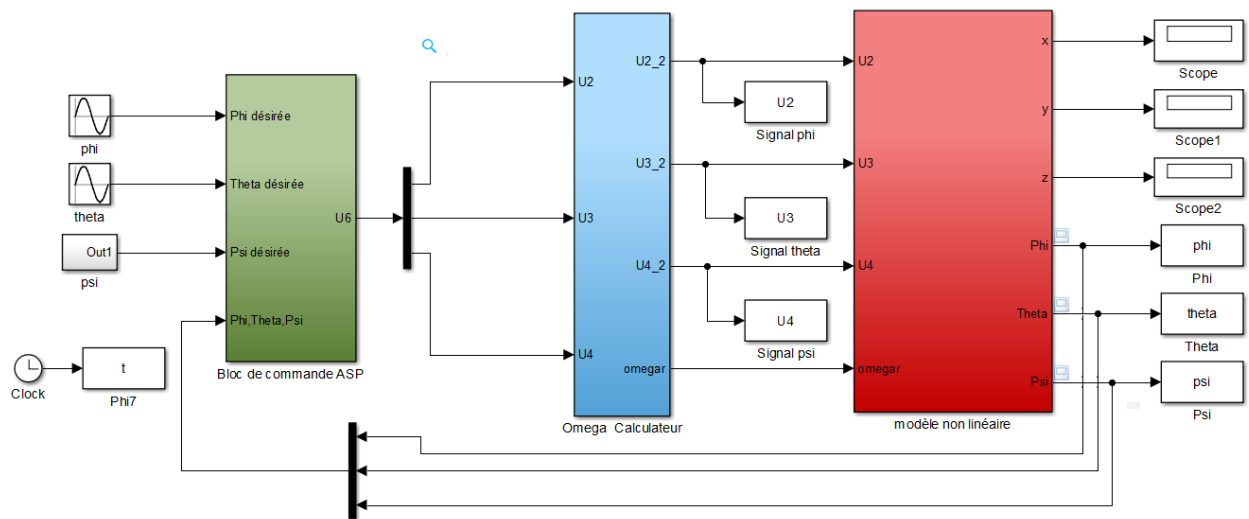 phi
theta
Out1
psi
Clock
t
Phi7
Phi désirée
Theta désirée
Psi désirée
Phi,Theta,Psi
U6
Bloc de commande ASP
U2
U3
U4
U2_2
U3_2
U4_2
omegar
Omega Calculateur
U2
Signal phi
U3
Signal theta
U4
Signal psi
U2
U3
U4
omegar
x
y
z
Phi
Theta
Psi
modèle non linéaire
Scope
Scope1
Scope2
phi
Phi
theta
Theta
psi
Psi